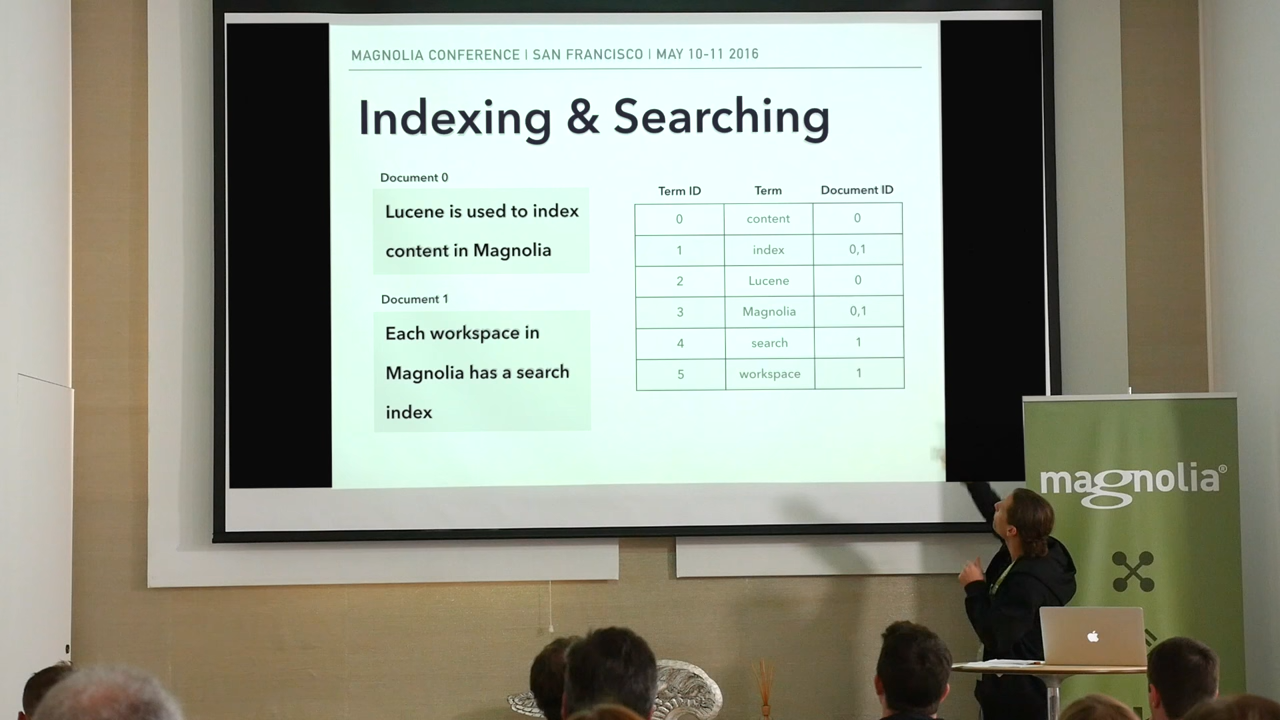 MAGNOLIA CONFERENCE | SAN FRANCISCO | MAY 10-11 2016
Indexing & Searching
Document 0
Lucene is used to index
content in Magnolia
Document 1
Each workspace in
Magnolia has a search
index
Term ID Term Document ID
0 content 0
1 index 0,1
2 Lucene 0
3 Magnolia 0,1
4 search 1
5 workspace 1
magnolia®